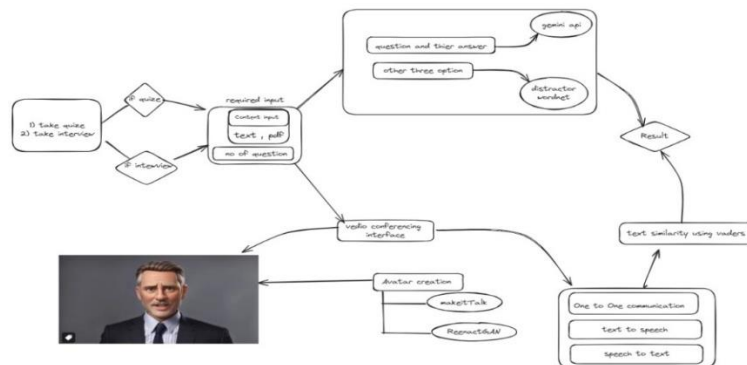 1) take quize
2) take interview
if quize
if interview
required input
Context input
text , pdf
no of question
question and thier answer
gemini api
other three option
distractor
wordnet
Result
vedio conferencing
interface
text similarity using vaders
Avatar creation
makeitTalk
ReenactGAN
One to One communication
text to speech
speech to text